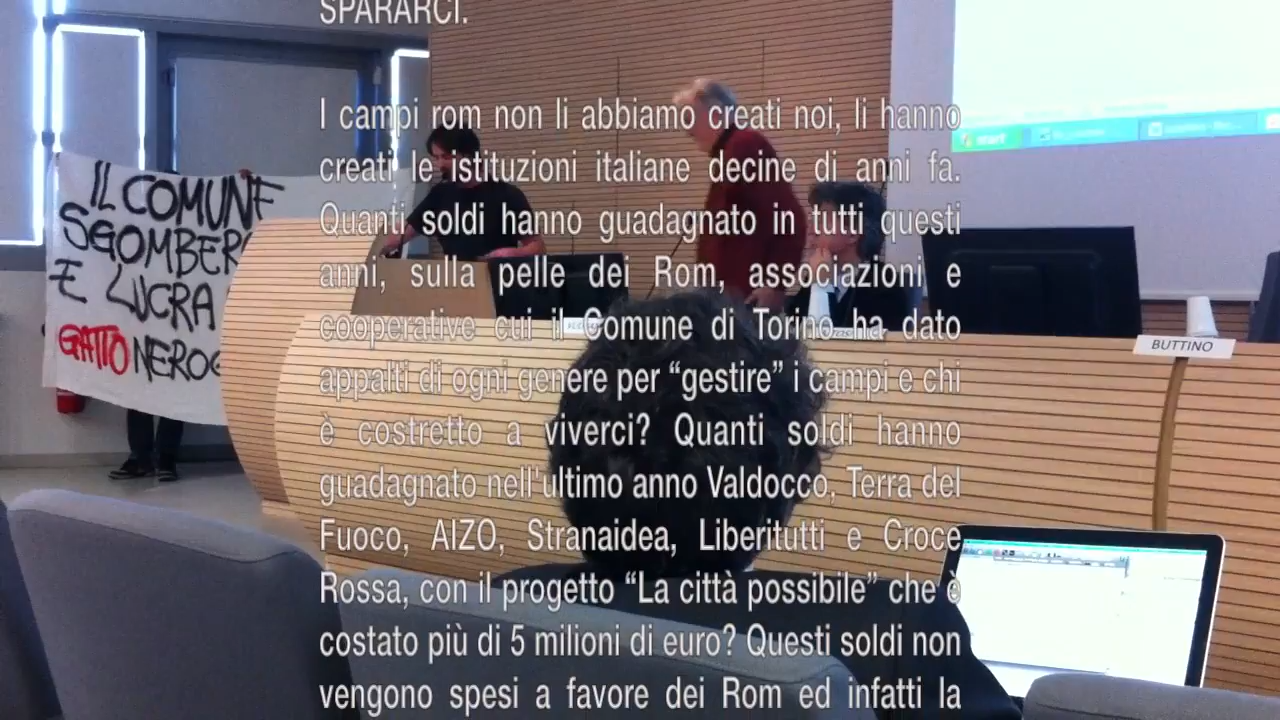 SPARARCI.
I campi rom non li abbiamo creati noi, li hanno
creati le istituzioni italiane decine di anni fa.
Quanti soldi hanno guadagnato in tutti questi
anni, sulla pelle dei Rom, associazioni e
cooperative cui il Comune di Torino ha dato
appalti di ogni genere per “gestire” i campi e chi
è costretto a viverci? Quanti soldi hanno
guadagnato nell'ultimo anno Valdocco, Terra del
Fuoco, AIZO, Stranaidea, Liberitutti e Croce
Rossa, con il progetto “La città possibile” che è
costato più di 5 milioni di euro? Questi soldi non
vengono spesi a favore dei Rom ed infatti la
IL COMUNE
SGOMBER
E LUCRA
GATTO NERO
BUTTINO
start